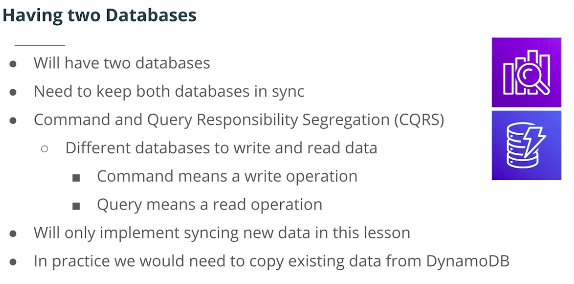 Having two Databases
● Will have two databases
● Need to keep both databases in sync
● Command and Query Responsibility Segregation (CQRS)
○ Different databases to write and read data
■ Command means a write operation
■ Query means a read operation
● Will only implement syncing new data in this lesson
● In practice we would need to copy existing data from DynamoDB